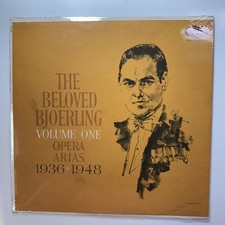 THE
BELOVED
BJOERLING
VOLUME ONE
OPERA
ARIAS
1936 - 1948